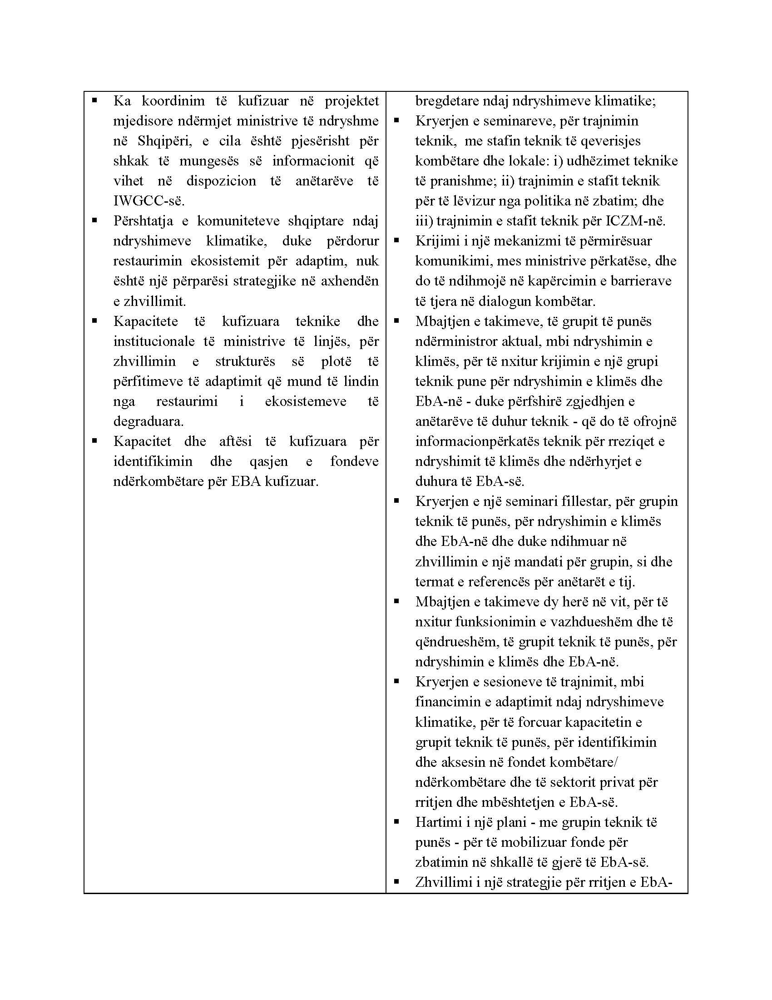 ▪ Ka koordinim të kufizuar në projektet
mjedisore ndërmjet ministrive të ndryshme
në Shqipëri, e cila është pjesërisht për
shkak të mungesës së informacionit që
vihet në dispozicion të anëtarëve të
IWGCC-së.
▪ Përshtatja e komuniteteve shqiptare ndaj
ndryshimeve klimatike, duke përdorur
restaurimin ekosistemit për adaptim, nuk
është një përparësi strategjike në axhendën
e zhvillimit.
▪ Kapacitete të kufizuara teknike dhe
institucionale të ministrive të linjës, për
zhvillimin e strukturës së plotë të
përfitimeve të adaptimit që mund të lindin
nga restaurimi i ekosistemeve të
degraduara.
▪ Kapacitet dhe aftësi të kufizuara për
identifikimin dhe qasjen e fondeve
ndërkombëtare për EBA kufizuar.
bregdetare ndaj ndryshimeve klimatike;
▪ Kryerjen e seminareve, për trajnimin
teknik,  me stafin teknik të qeverisjes
kombëtare dhe lokale: i) udhëzimet teknike
të pranishme; ii) trajnimin e stafit teknik
për të lëvizur nga politika në zbatim; dhe
iii) trajnimin e stafit teknik për ICZM-në.
▪ Krijimi i një mekanizmi të përmirësuar
komunikimi, mes ministrive përkatëse, dhe
do të ndihmojë në kapërcimin e barrierave
të tjera në dialogun kombëtar.
▪ Mbajtjen e takimeve, të grupit të punës
ndërministror aktual, mbi ndryshimin e
klimës, për të nxitur krijimin e një grupi
teknik pune për ndryshimin e klimës dhe
EbA-në - duke përfshirë zgjedhjen e
anëtarëve të duhur teknik - që do të ofrojnë
informacionpërkatës teknik për rreziqet e
ndryshimit të klimës dhe ndërhyrjet e
duhura të EbA-së.
▪ Kryerjen e një seminari fillestar, për grupin
teknik të punës, për ndryshimin e klimës
dhe EbA-në dhe duke ndihmuar në
zhvillimin e një mandati për grupin, si dhe
termat e referencës për anëtarët e tij.
▪ Mbajtjen e takimeve dy herë në vit, për të
nxitur funksionimin e vazhdueshëm dhe të
qëndrueshëm, të grupit teknik të punës, për
ndryshimin e klimës dhe EbA-në.
▪ Kryerjen e sesioneve të trajnimit, mbi
financimin e adaptimit ndaj ndryshimeve
klimatike, për të forcuar kapacitetin e
grupit teknik të punës, për identifikimin
dhe aksesin në fondet kombëtare/
ndërkombëtare dhe të sektorit privat për
rritjen dhe mbështetjen e EbA-së.
▪ Hartimi i një plani - me grupin teknik të
punës - për të mobilizuar fonde për
zbatimin në shkallë të gjerë të EbA-së.
▪ Zhvillimi i një strategjie për rritjen e EbA-